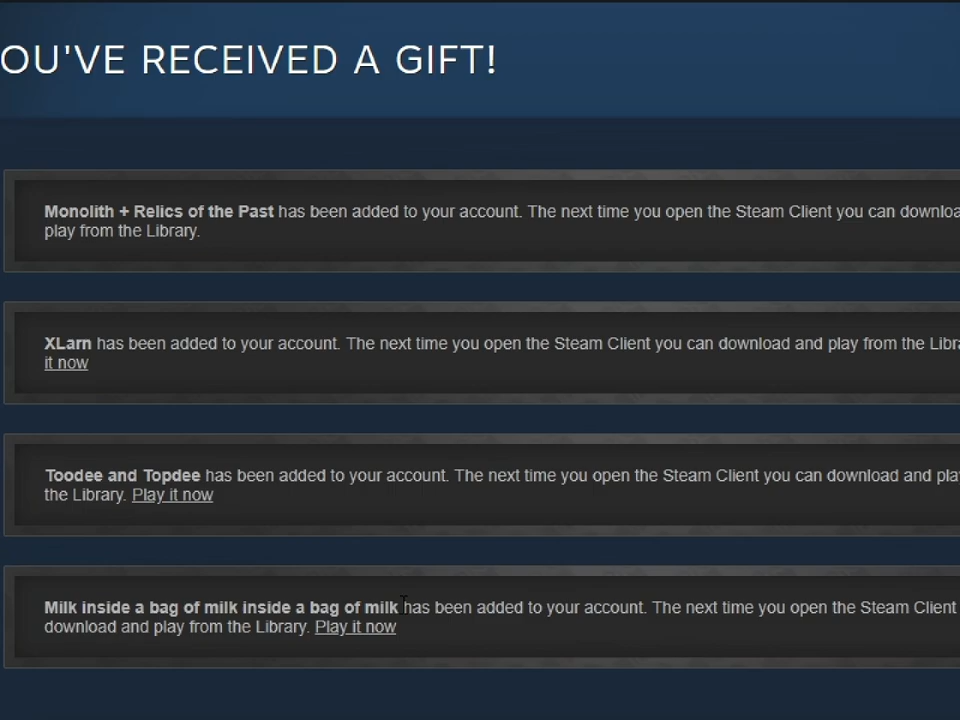 OU'VE RECEIVED A GIFT!
Monolith + Relics of the Past has been added to your account. The next time you open the Steam Client you can downloa
play from the Library.
XLarn has been added to your account. The next time you open the Steam Client you can download and play from the Libra
it now
Toodee and Topdee has been added to your account. The next time you open the Steam Client you can download and play
the Library. Play it now
Milk inside a bag of milk inside a bag of milk has been added to your account. The next time you open the Steam Client
download and play from the Library. Play it now